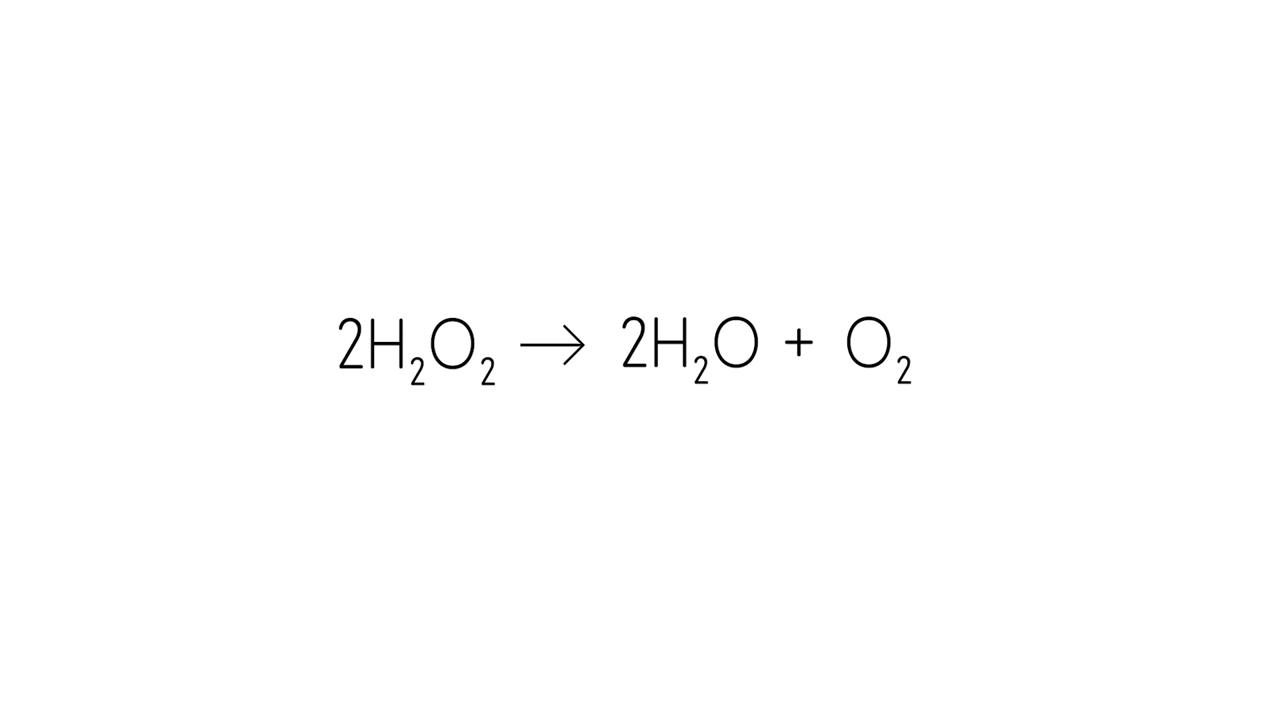 2H₂O₂ → 2H₂O + O₂